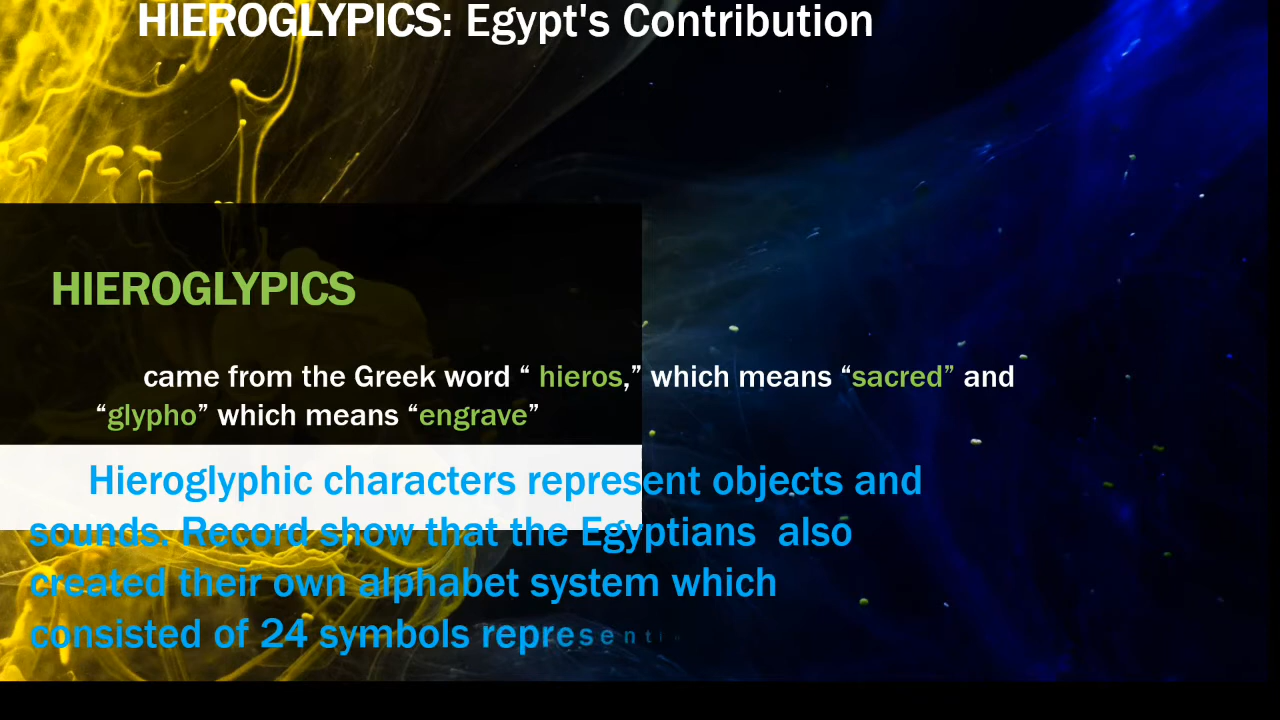 HIEROGLYPICS: Egypt's Contribution
HIEROGLYPICS
came from the Greek word “ hieros,” which means “sacred” and
“glypho” which means “engrave”
Hieroglyphic characters represent objects and
sounds. Record show that the Egyptians also
created their own alphabet system which
consisted of 24 symbols